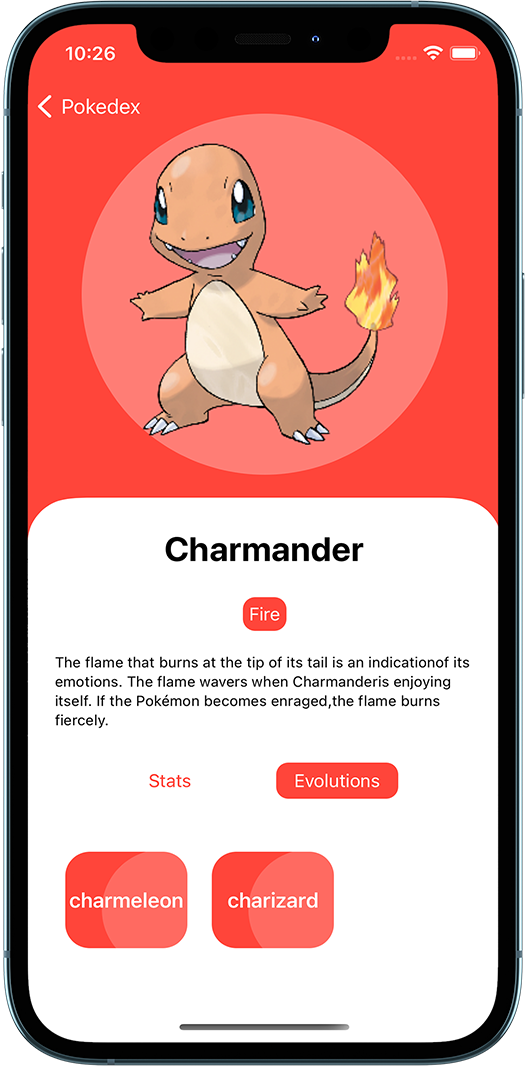 10:26
Pokedex
Charmander
Fire
The flame that burns at the tip of its tail is an indicationof its
emotions. The flame wavers when Charmanderis enjoying
itself. If the Pokémon becomes enraged,the flame burns
fiercely.
Stats
Evolutions
charmeleon
charizard